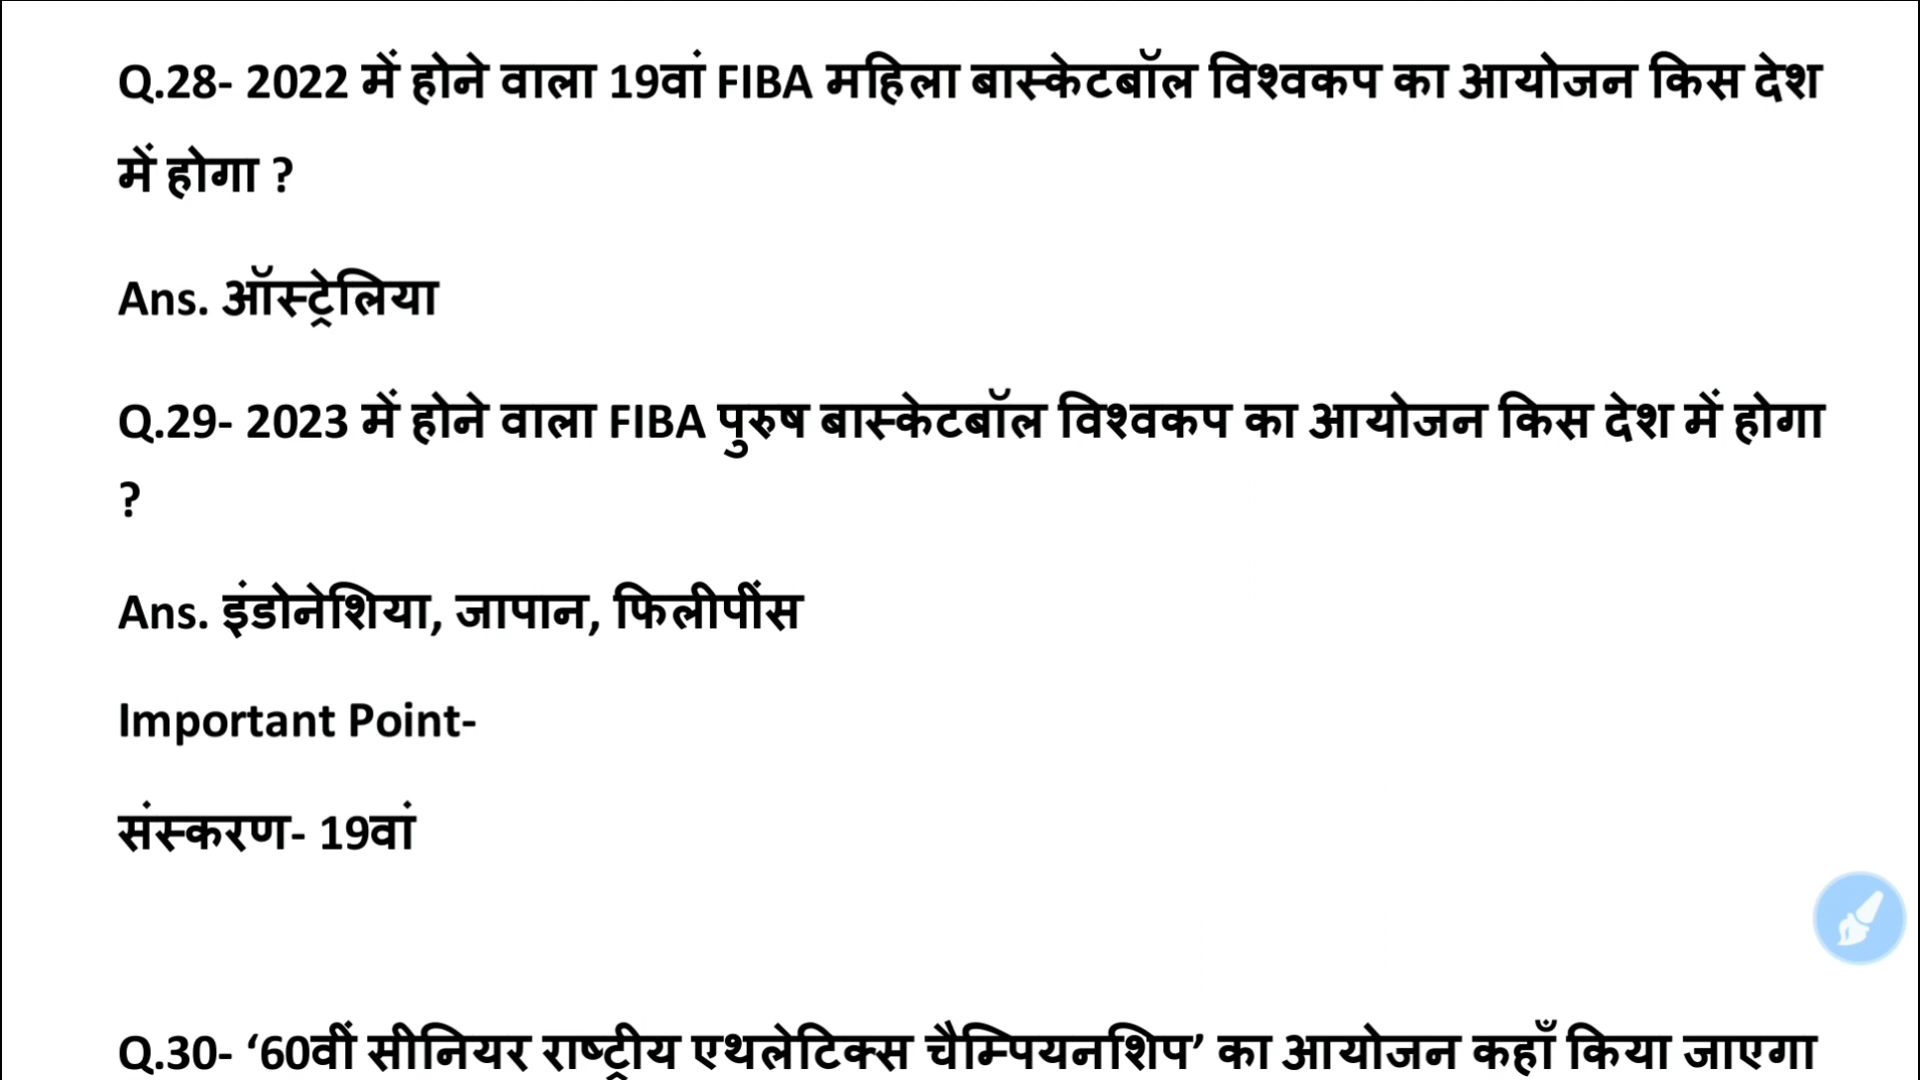 Q.28- 2022 में होने वाला 19वां FIBA महिला बास्केटबॉल विश्वकप का आयोजन किस देश
में होगा ?
Ans. ऑस्ट्रेलिया
Q.29- 2023 में होने वाला FIBA पुरुष बास्केटबॉल विश्वकप का आयोजन किस देश में होगा
?
Ans. इंडोनेशिया, जापान, फिलीपींस
Important Point-
संस्करण- 19वां
Q.30- ‘60वीं सीनियर राष्ट्रीय एथलेटिक्स चैम्पियनशिप’ का आयोजन कहाँ किया जाएगा